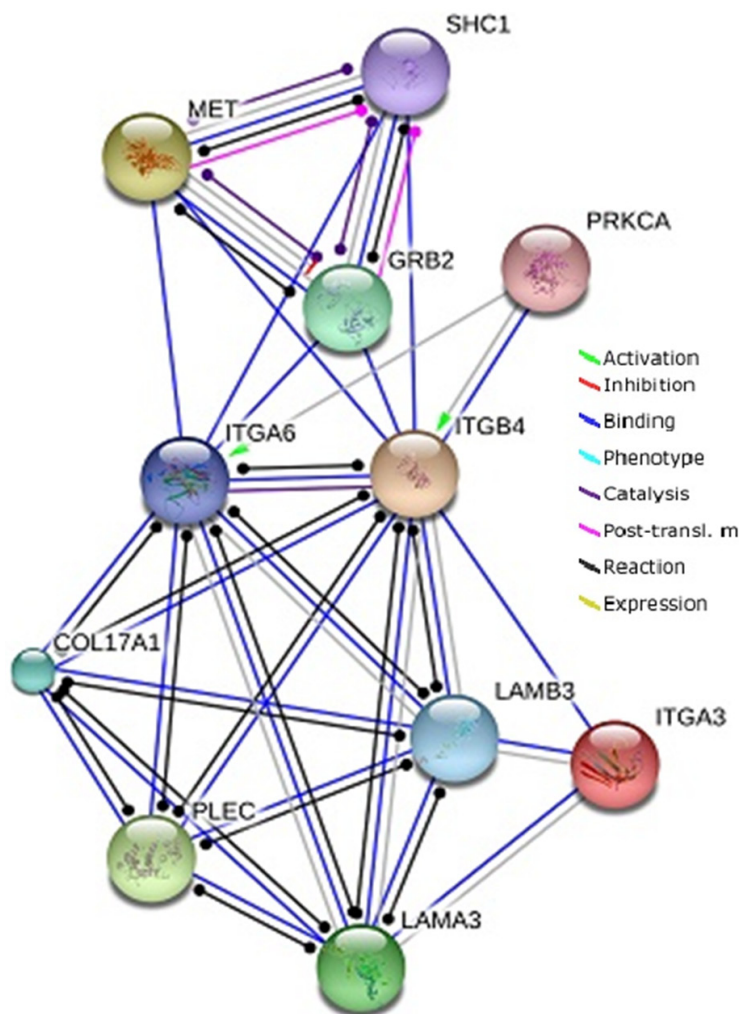 SHC1
MET
PRKCA
GRB2
Activation
Inhibition
Binding
ITGA6
ITGB4
Phenotype
Catalysis
Post-transl. m
Reaction
Expression
COL17A1
LAMB3
ITGA3
PLEC
LAMA3